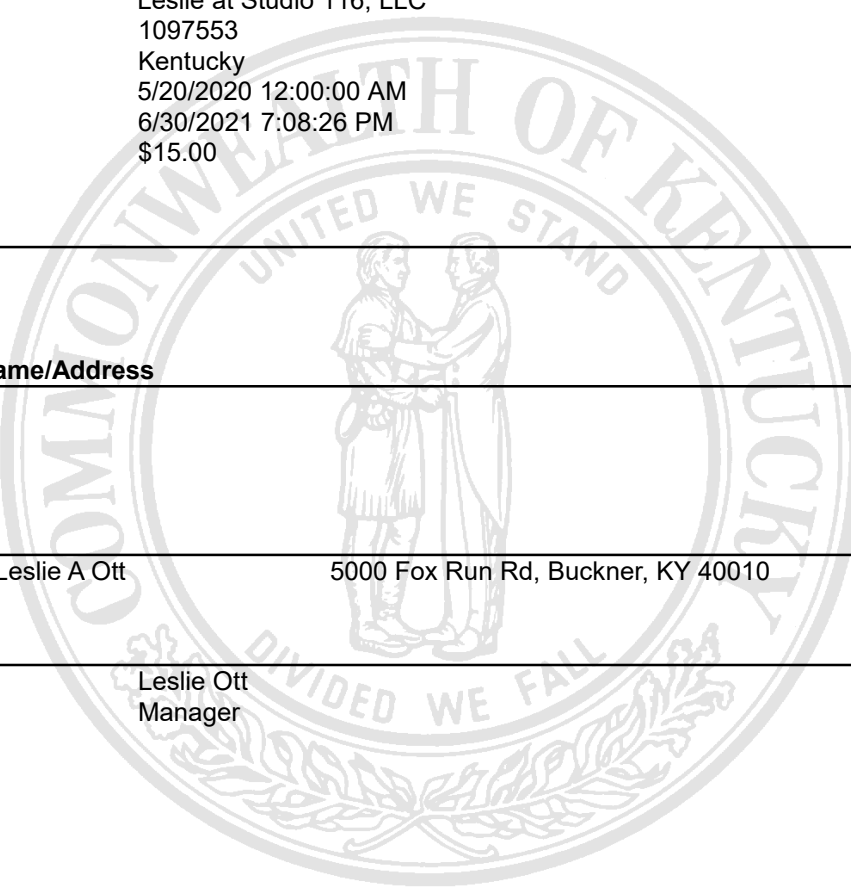 Leslie at Studio 116, LLC
1097553
Kentucky
5/20/2020 12:00:00 AM
6/30/2021 7:08:26 PM
$15.00
COMMONWEALTH OF KENTUCKY
UNITED WE STAND
ame/Address
Leslie A Ott 5000 Fox Run Rd, Buckner, KY 40010
DIVIDED WE FALL
Leslie Ott
Manager